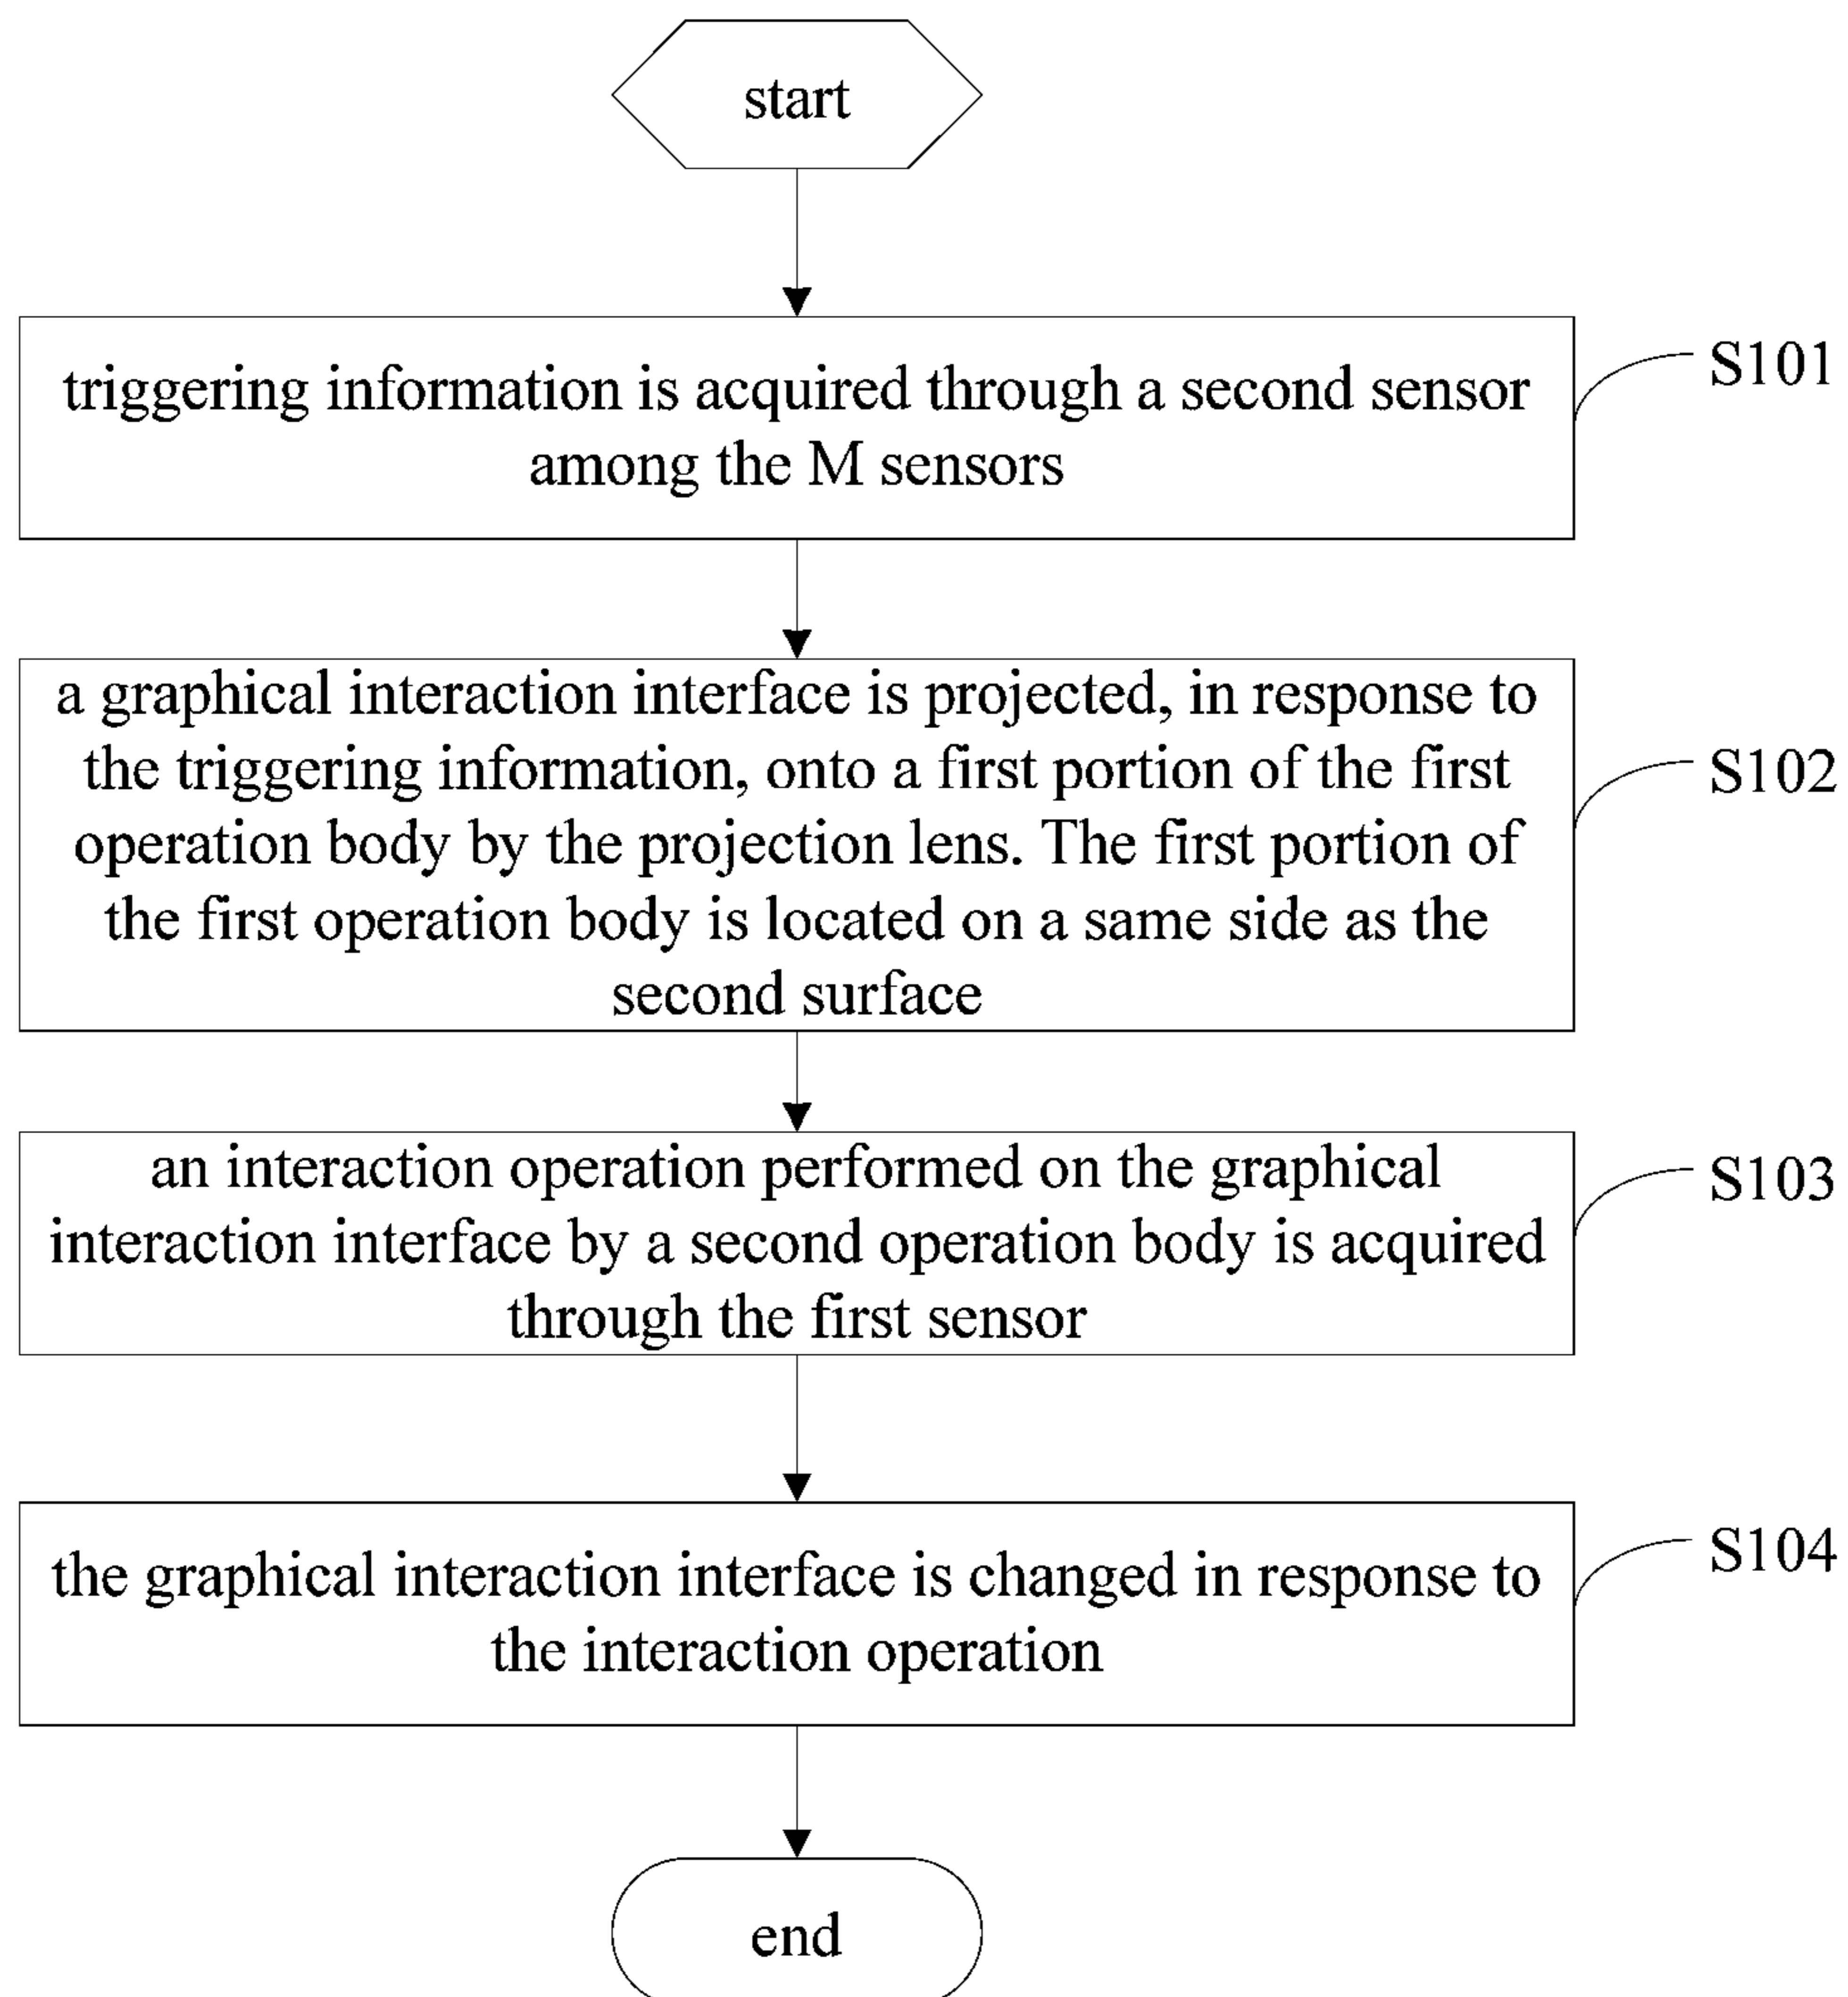 start
triggering information is acquired through a second sensor
among the M sensors
S101
a graphical interaction interface is projected, in response to
the triggering information, onto a first portion of the first
operation body by the projection lens. The first portion of
the first operation body is located on a same side as the
second surface
S102
an interaction operation performed on the graphical
interaction interface by a second operation body is acquired
through the first sensor
S103
the graphical interaction interface is changed in response to
the interaction operation
S104
end